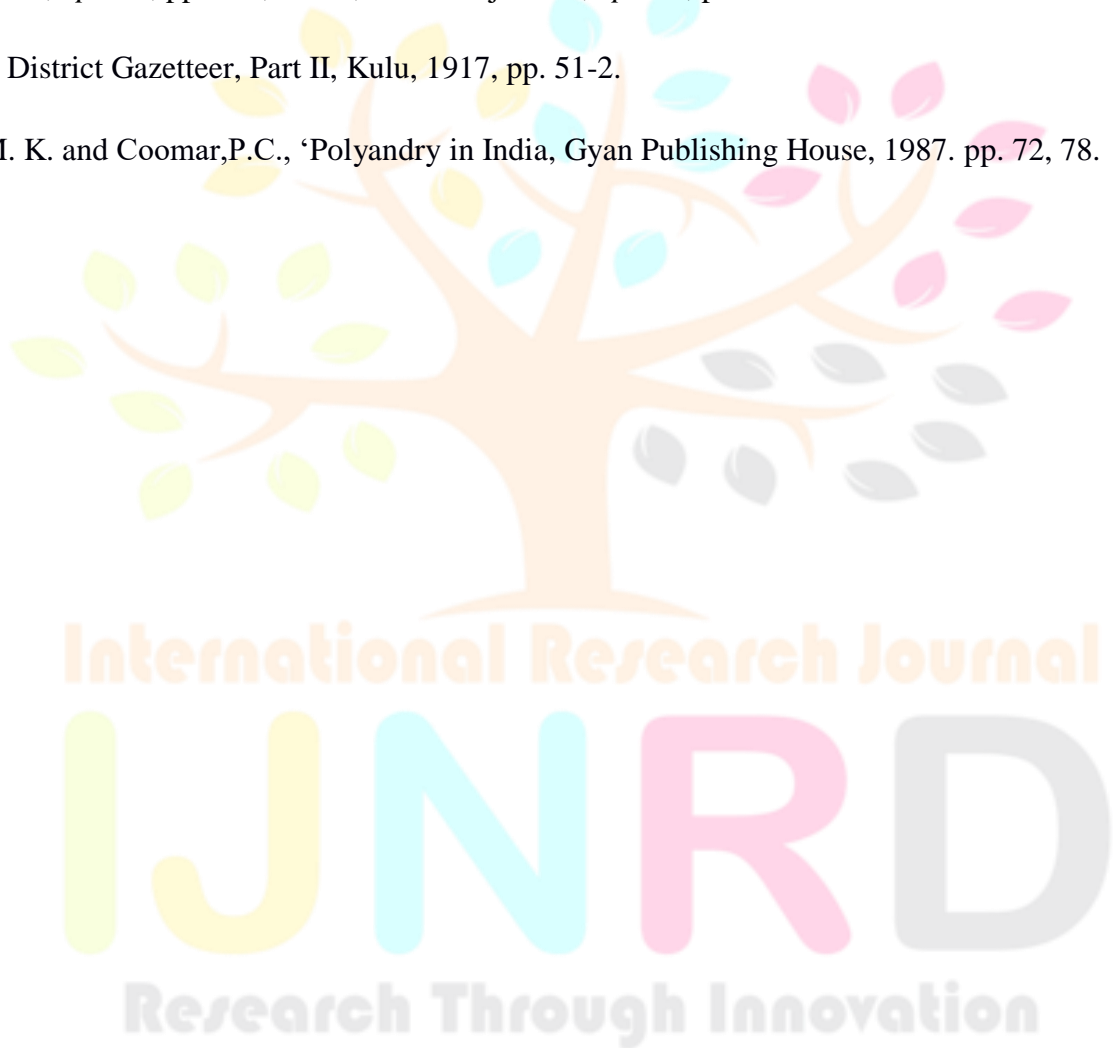 District Gazetteer, Part II, Kulu, 1917, pp. 51-2.
K. and Coomar,P.C., ‘Polyandry in India, Gyan Publishing House, 1987. pp. 72, 78.
International Research Journal
IJNRD
Research Through Innovation